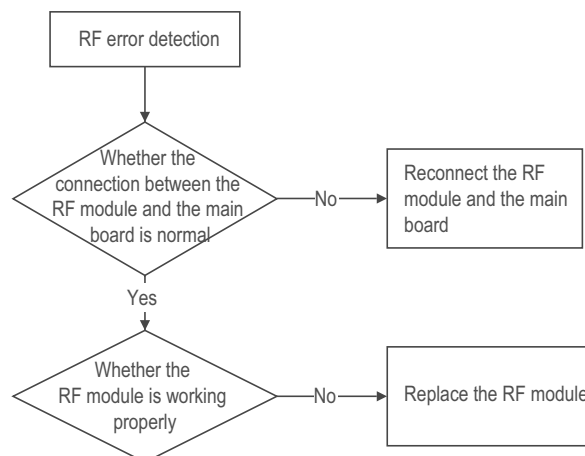 RF error detection
Whether the
connection between the
RF module and the main
board is normal
No
Reconnect the RF
module and the main
board
Yes
Whether the
RF module is working
properly
No
Replace the RF module